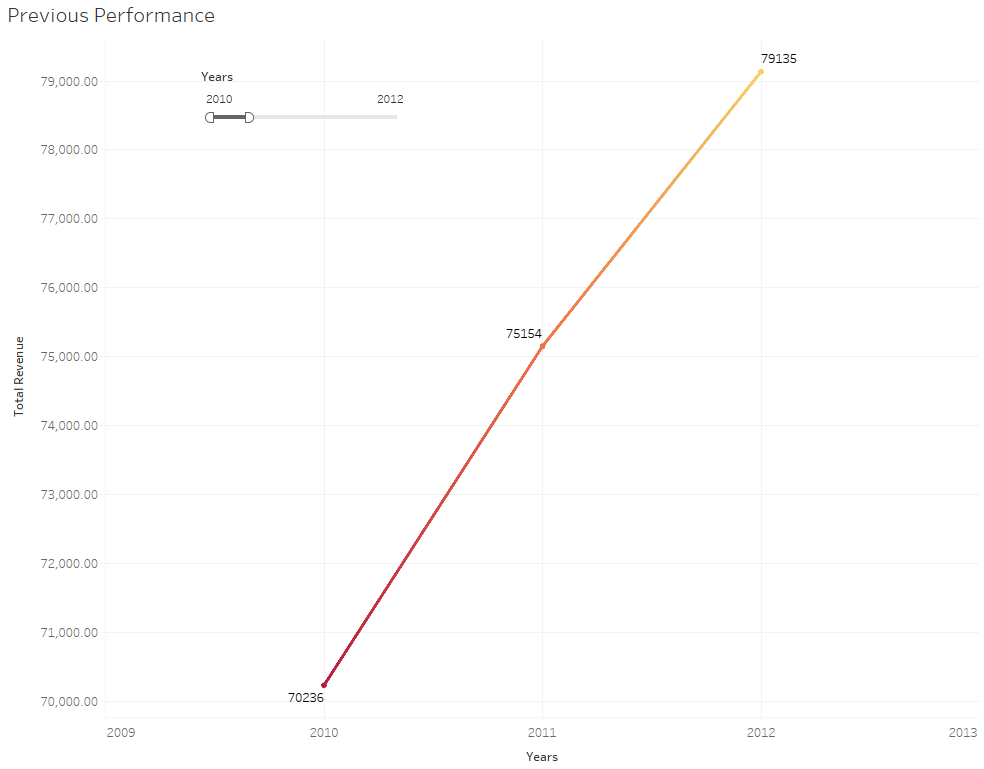 Previous Performance
79135
79,000.00
Years
2010 2012
78,000.00
77,000.00
76,000.00
75154
75,000.00
Total Revenue
74,000.00
73,000.00
72,000.00
71,000.00
70236
70,000.00
2009 2010 2011 2012 2013
Years